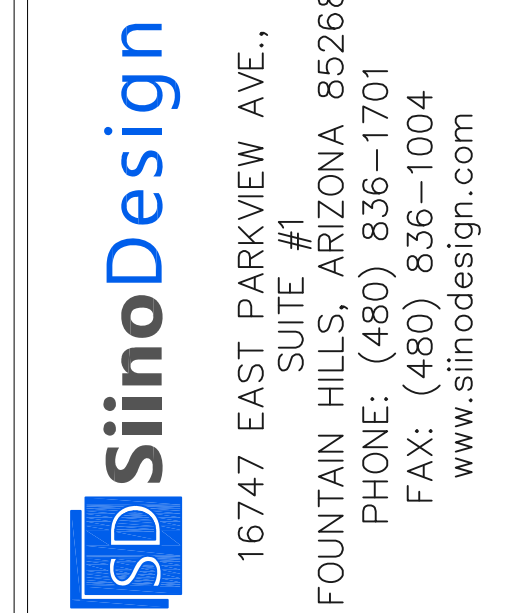 SD SiinoDesign
16747 EAST PARKVIEW AVE.,
SUITE #1
FOUNTAIN HILLS, ARIZONA 85268
PHONE: (480) 836-1701
FAX: (480) 836-1004
www.siinodesign.com